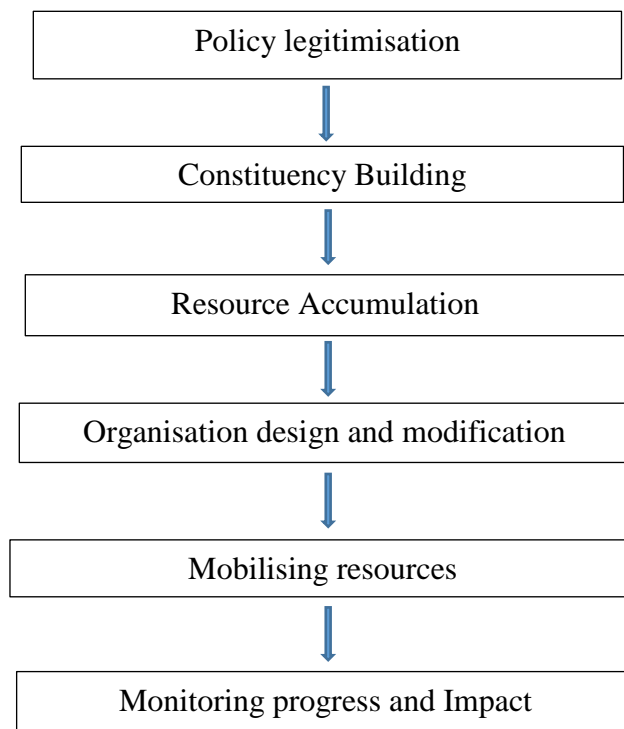 Policy legitimisation
Constituency Building
Resource Accumulation
Organisation design and modification
Mobilising resources
Monitoring progress and Impact